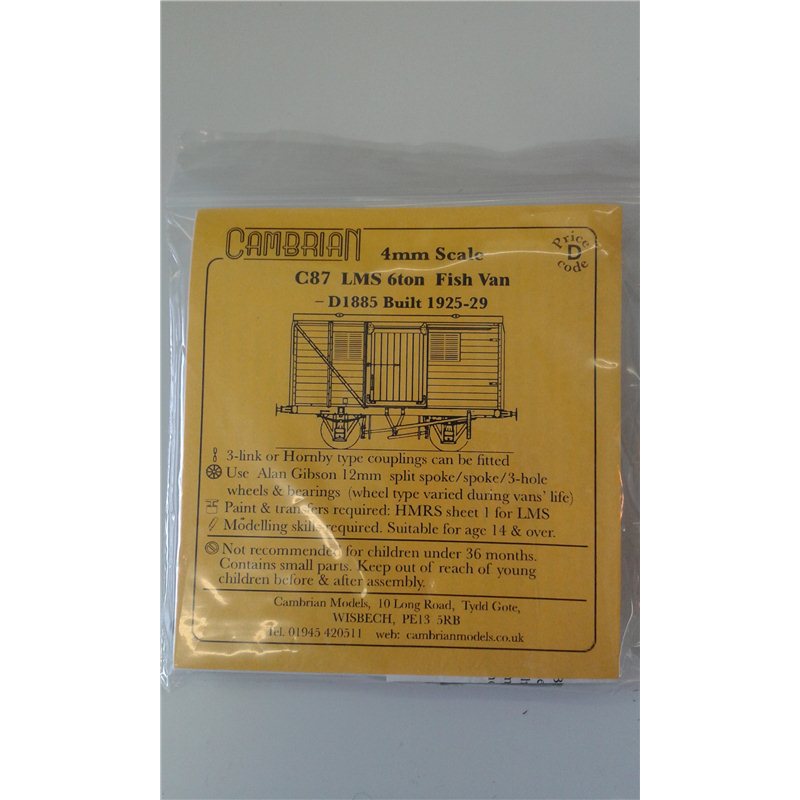 CAMBRIAN 4mm Scale
Price D code
C87 LMS 6ton Fish Van
– D1885 Built 1925-29
3-link or Hornby type couplings can be fitted
Use Alan Gibson 12mm split spoke/spoke/3-hole
wheels & bearings (wheel type varied during vans' life)
Paint & transfers required: HMRS sheet 1 for LMS
Modelling skills required. Suitable for age 14 & over.
Not recommended for children under 36 months.
Contains small parts. Keep out of reach of young
children before & after assembly.
Cambrian Models, 10 Long Road, Tydd Gote,
WISBECH, PE13 5RB
Tel. 01945 420511 web: cambrianmodels.co.uk